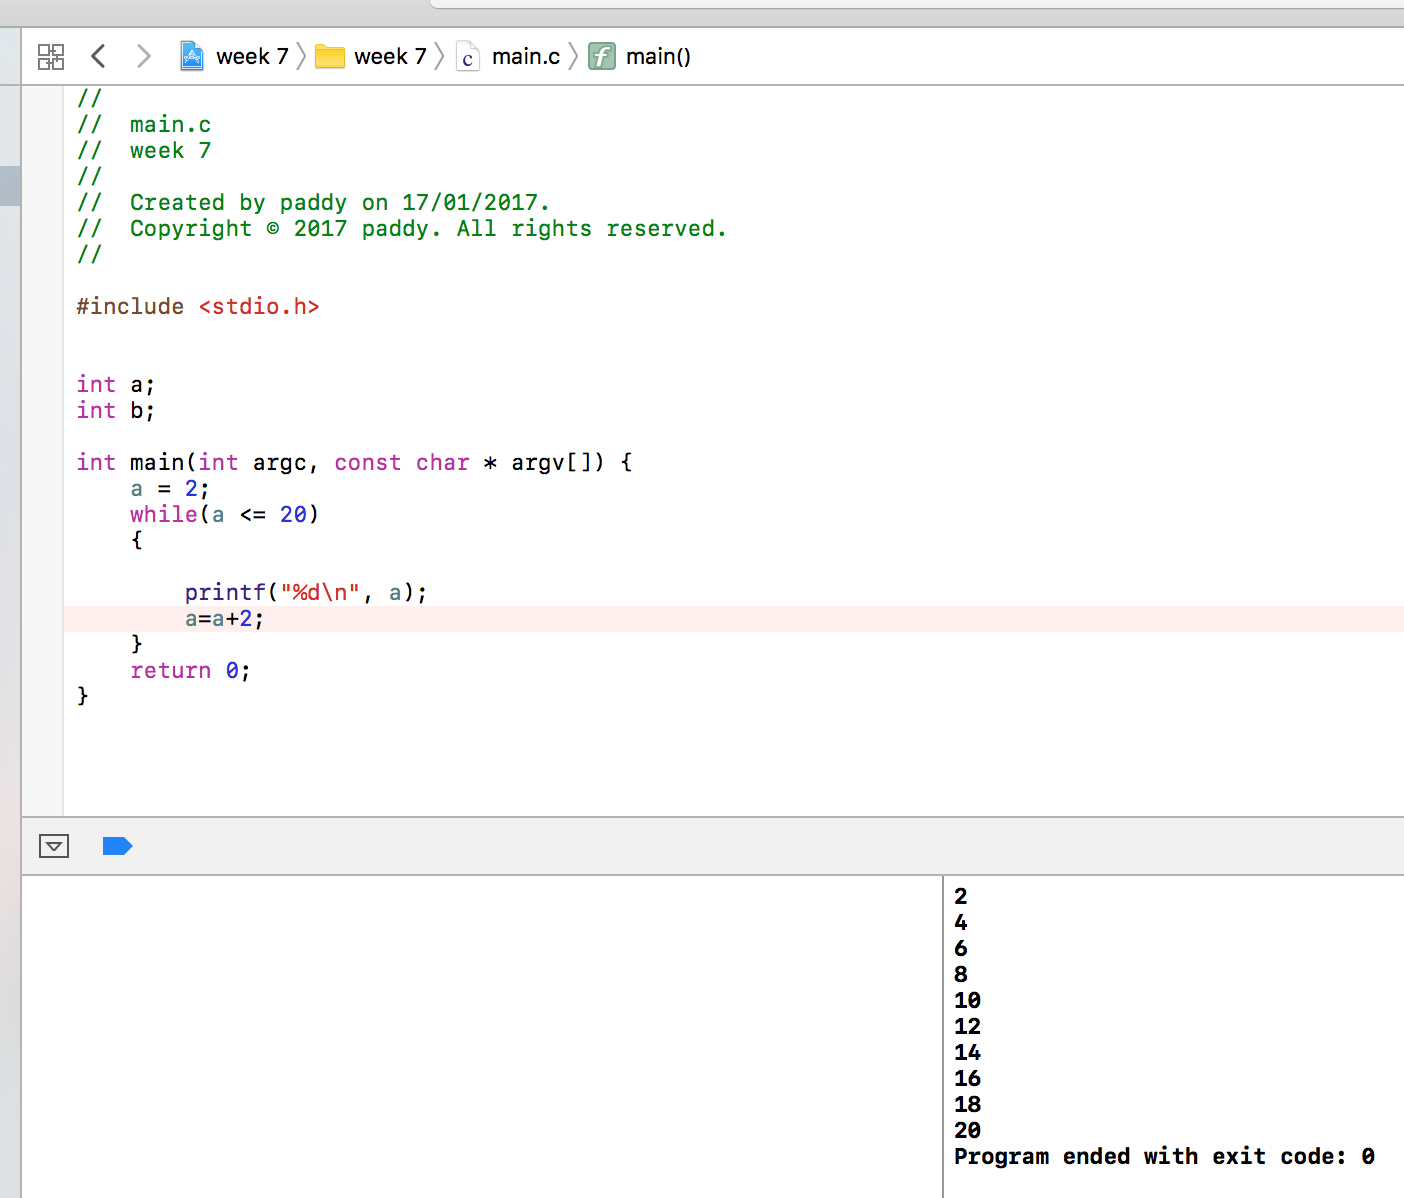 week 7 week 7 main.c main()
//
//  main.c
//  week 7
//
//  Created by paddy on 17/01/2017.
//  Copyright © 2017 paddy. All rights reserved.
//
#include <stdio.h>
int a;
int b;
int main(int argc, const char * argv[]) {
    a = 2;
    while(a <= 20)
    {
        printf("%d\n", a);
        a=a+2;
    }
    return 0;
}
2
4
6
8
10
12
14
16
18
20
Program ended with exit code: 0